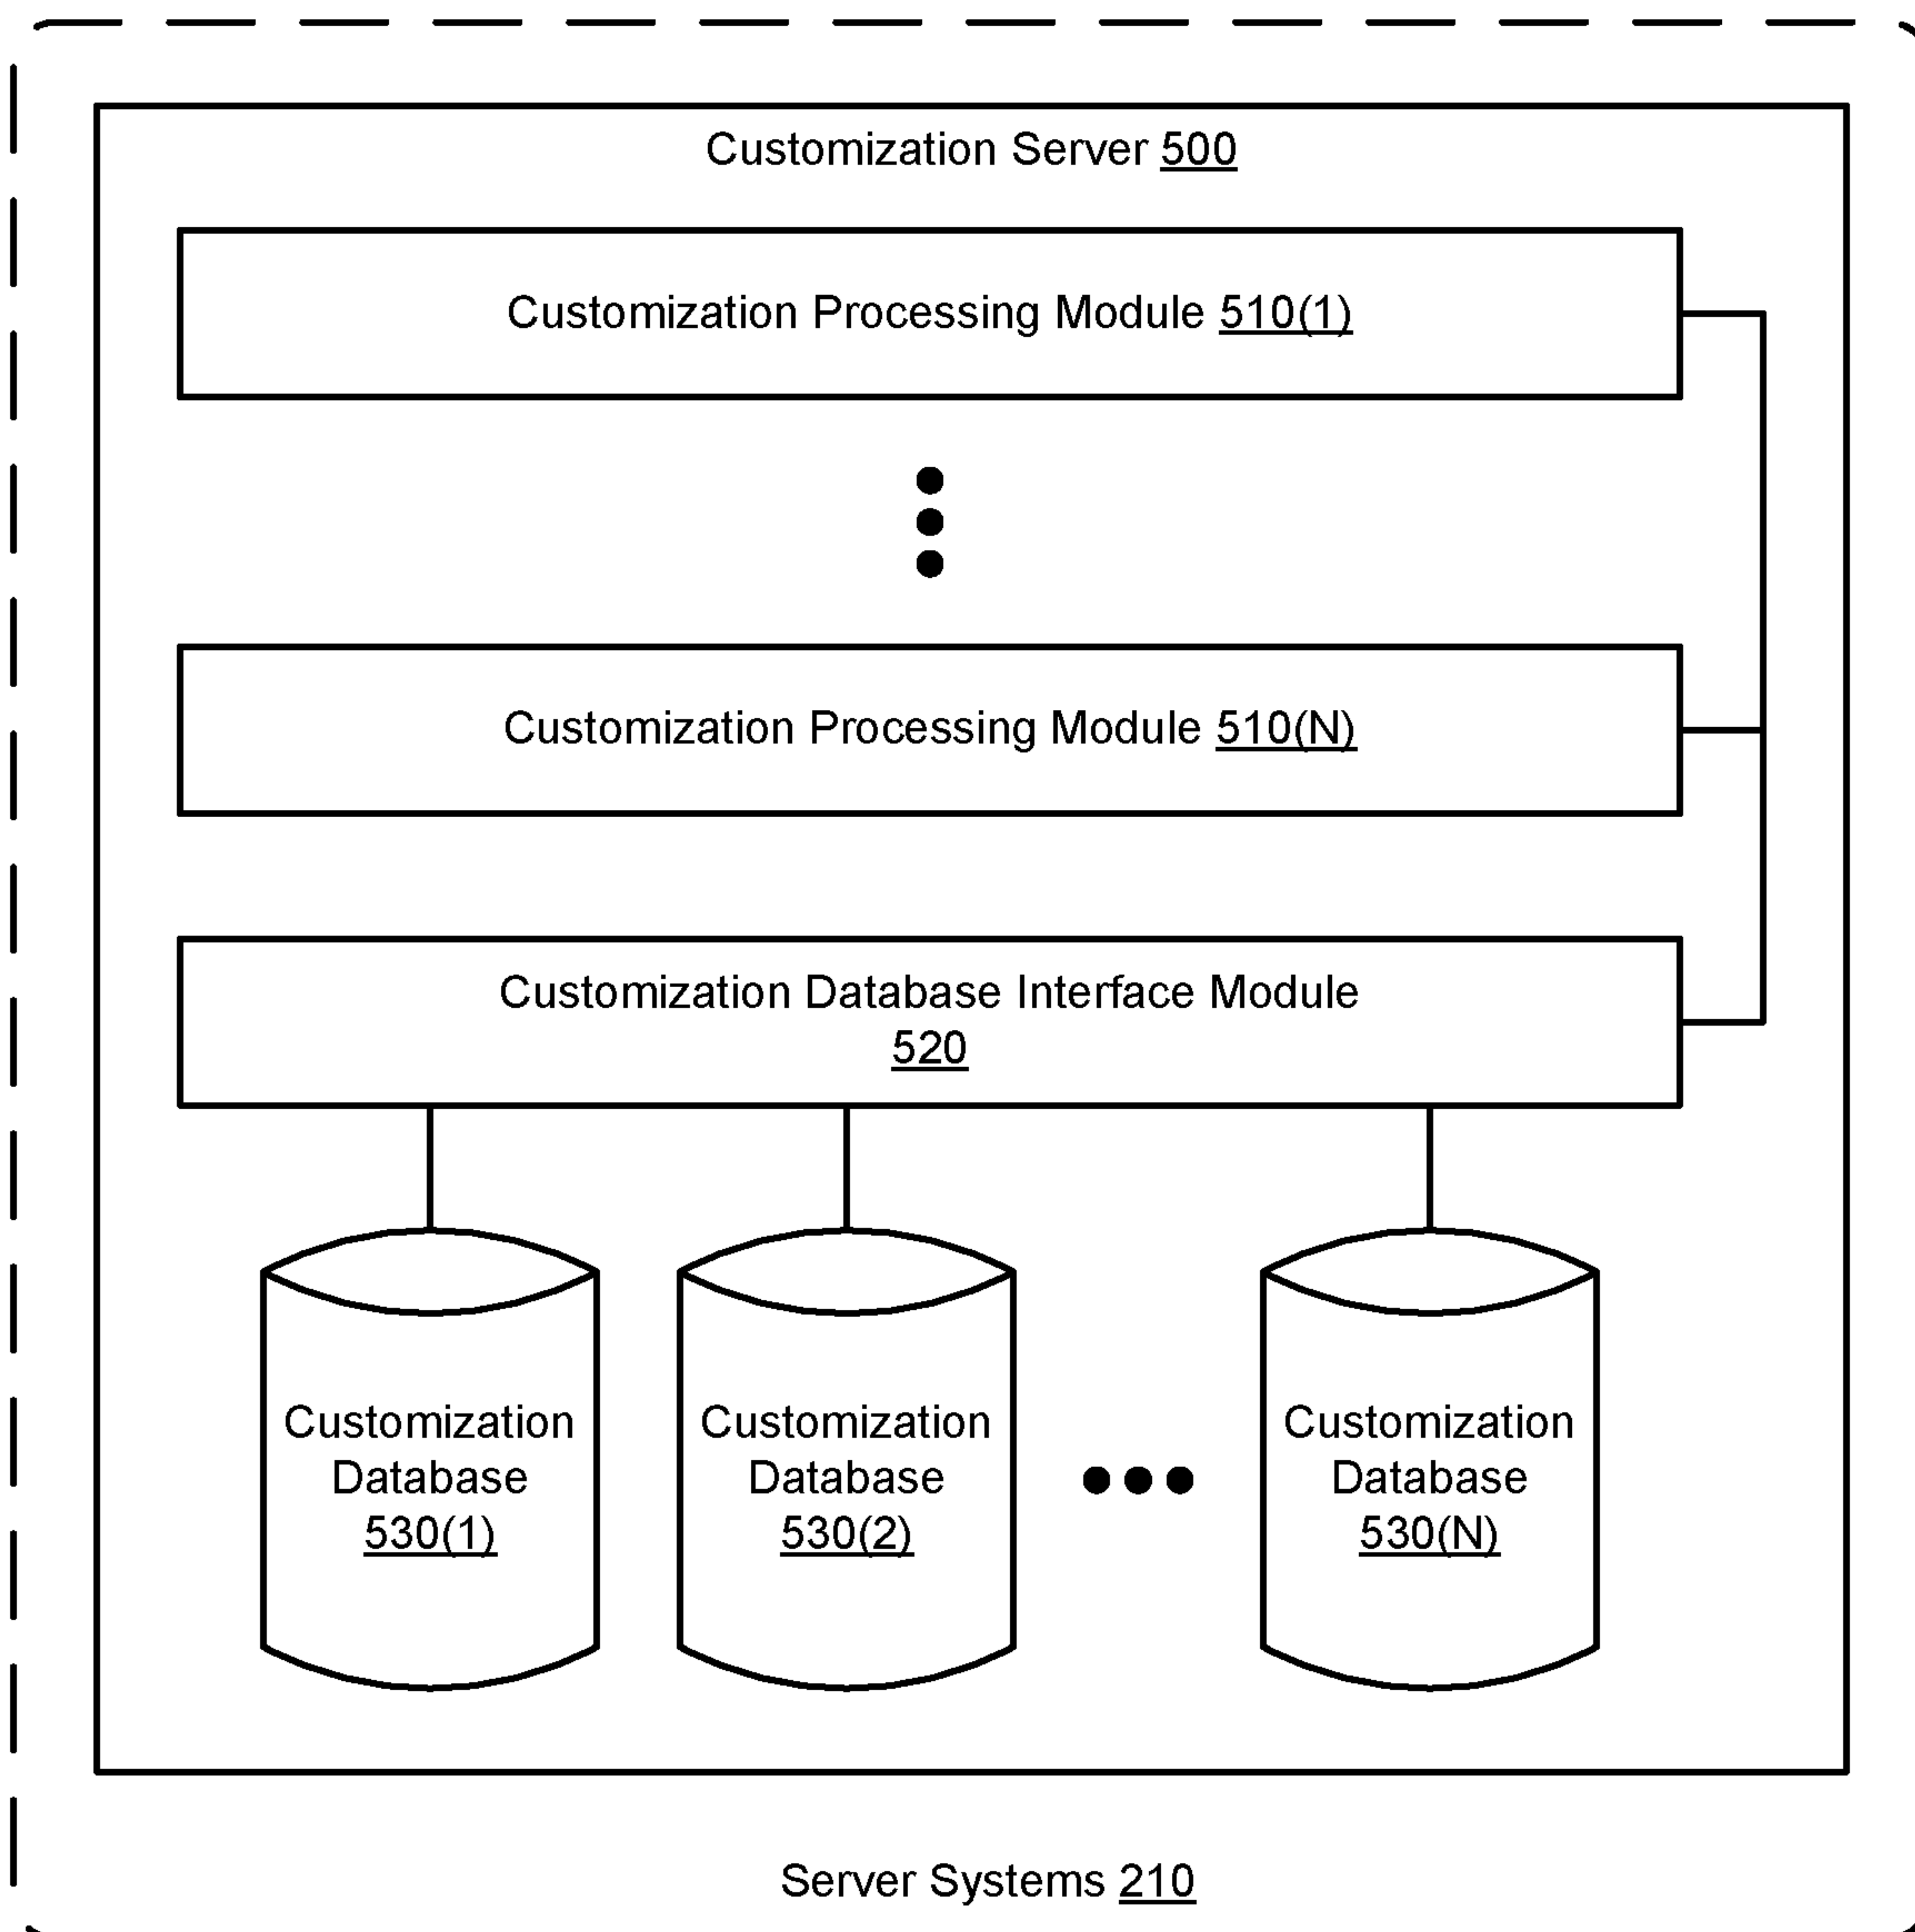 Customization Server 500
Customization Processing Module 510(1)
Customization Processing Module 510(N)
Customization Database Interface Module
520
Customization
Database
530(1)
Customization
Database
530(2)
Customization
Database
530(N)
Server Systems 210